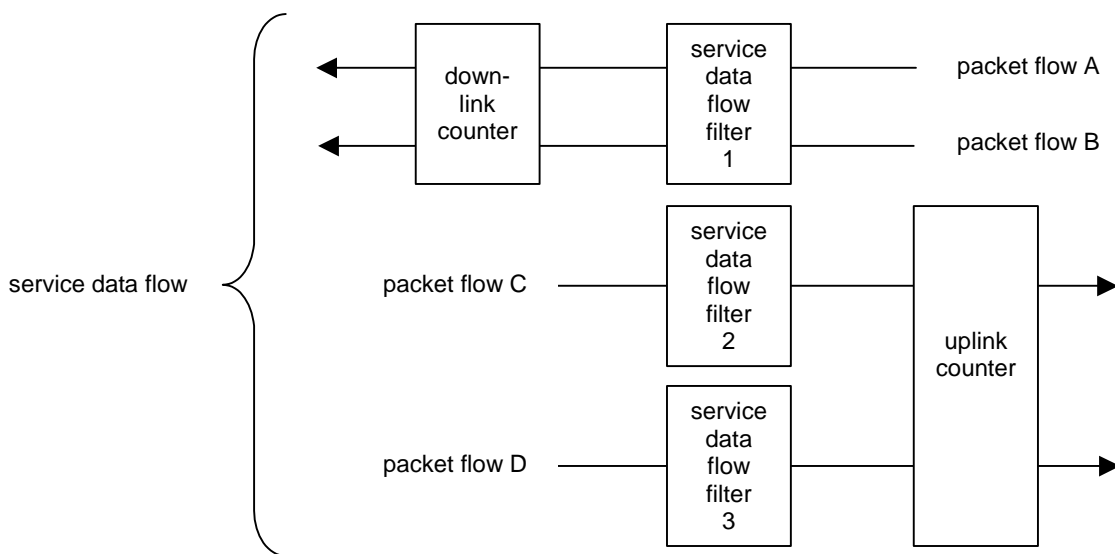 service data flow
down-
link
counter
service
data
flow
filter
1
packet flow A
packet flow B
packet flow C
service
data
flow
filter
2
uplink
counter
packet flow D
service
data
flow
filter
3